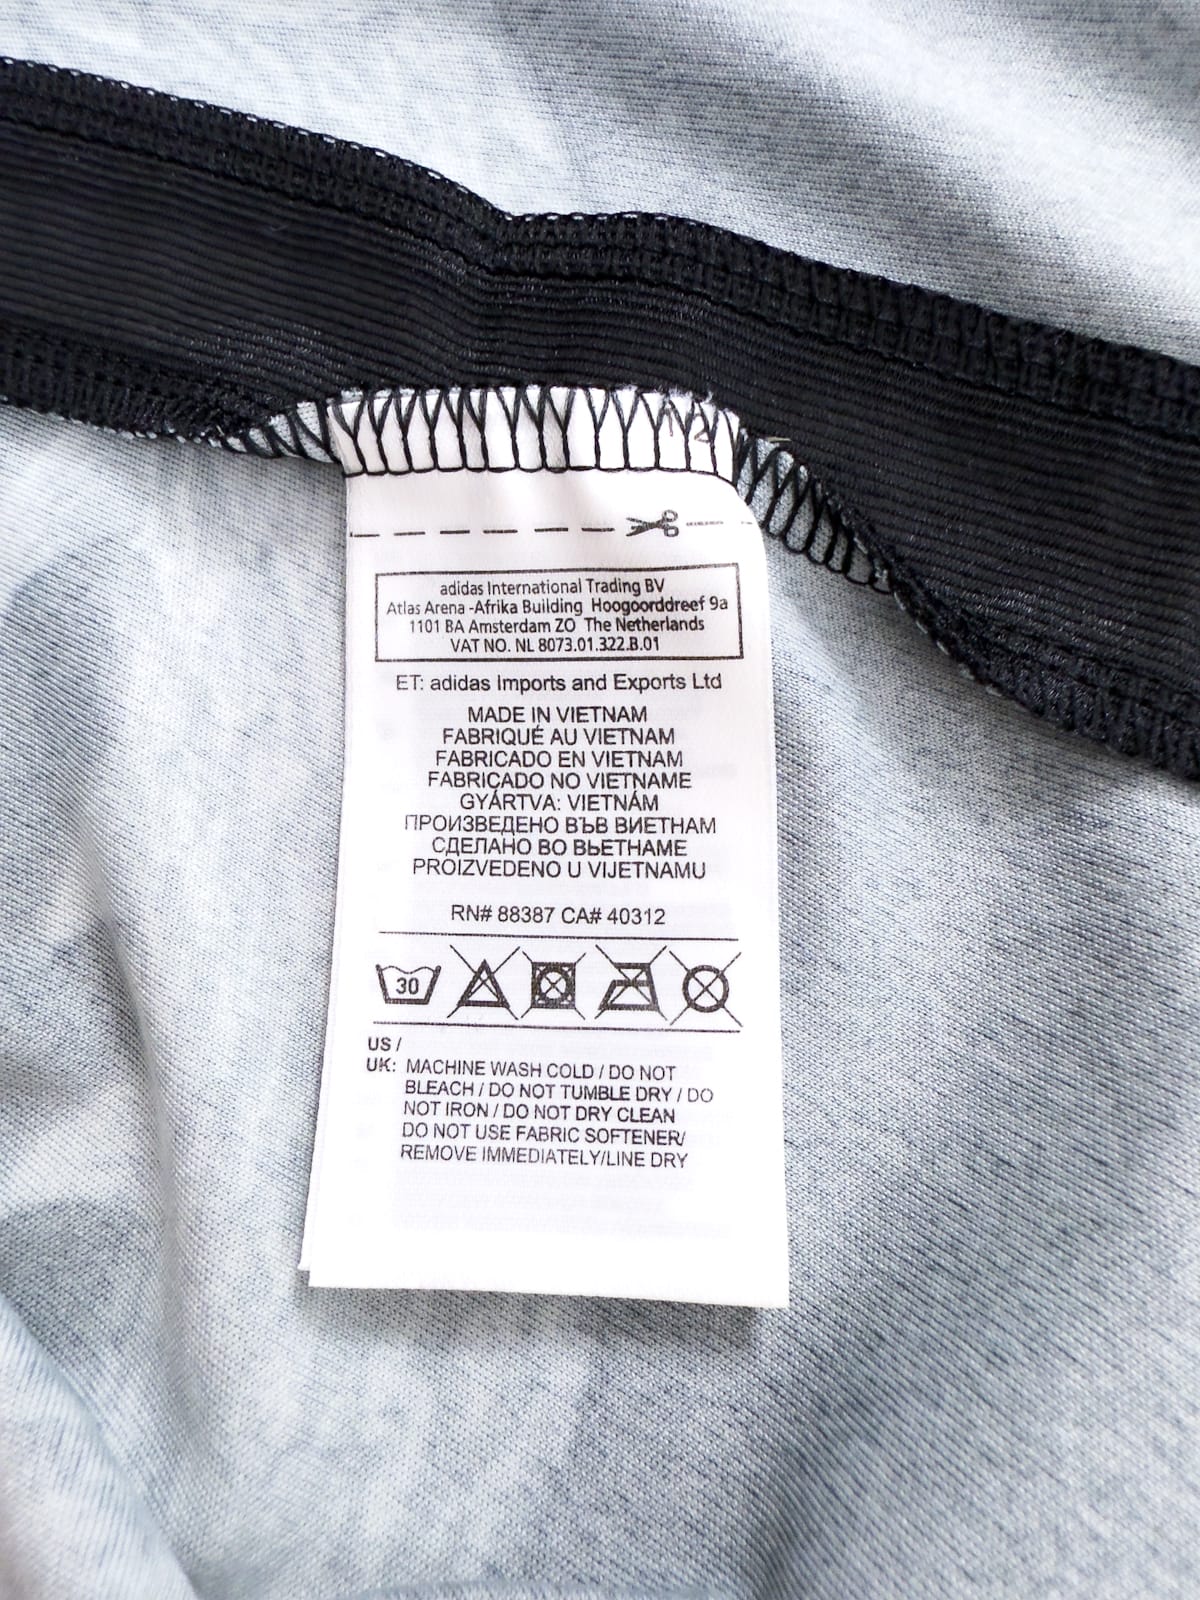 adidas International Trading BV
Atlas Arena -Afrika Building Hoogoorddreef 9a
1101 BA Amsterdam ZO The Netherlands
VAT NO. NL 8073.01.322.B.01
ET: adidas Imports and Exports Ltd
MADE IN VIETNAM
FABRIQUÉ AU VIETNAM
FABRICADO EN VIETNAM
FABRICADO NO VIETNAME
GYÁRTVA: VIETNÁM
ПРОИЗВЕДЕНО ВЪВ ВИЕТНАМ
СДЕЛАНО ВО ВЬЕТНАМЕ
PROIZVEDENO U VIJETNAMU
RN# 88387 CA# 40312
30
US /
UK: MACHINE WASH COLD / DO NOT
BLEACH / DO NOT TUMBLE DRY / DO
NOT IRON / DO NOT DRY CLEAN
DO NOT USE FABRIC SOFTENER/
REMOVE IMMEDIATELY/LINE DRY